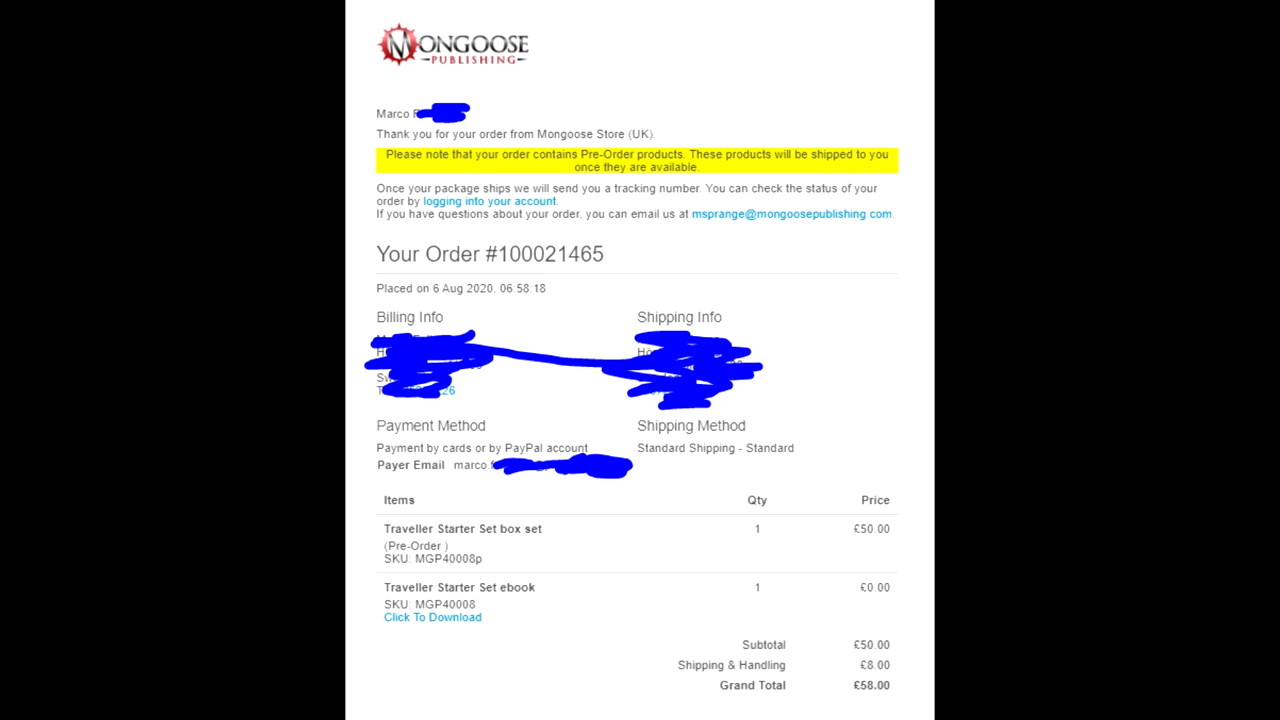 MONGOOSE
PUBLISHING
Marco
Thank you for your order from Mongoose Store (UK).
Please note that your order contains Pre-Order products. These products will be shipped to you
once they are available.
Once your package ships we will send you a tracking number. You can check the status of your
order by logging into your account.
If you have questions about your order, you can email us at msprange@mongoosepublishing.com.
Your Order #100021465
Placed on 6 Aug 2020, 06:58:18
Billing Info
Shipping Info
Payment Method
Shipping Method
Payment by cards or by PayPal account
Standard Shipping - Standard
Payer Email marco.
Items Qty Price
Traveller Starter Set box set 1 £50.00
(Pre-Order )
SKU: MGP40008p
Traveller Starter Set ebook 1 £0.00
SKU: MGP40008
Click To Download
Subtotal £50.00
Shipping & Handling £8.00
Grand Total £58.00